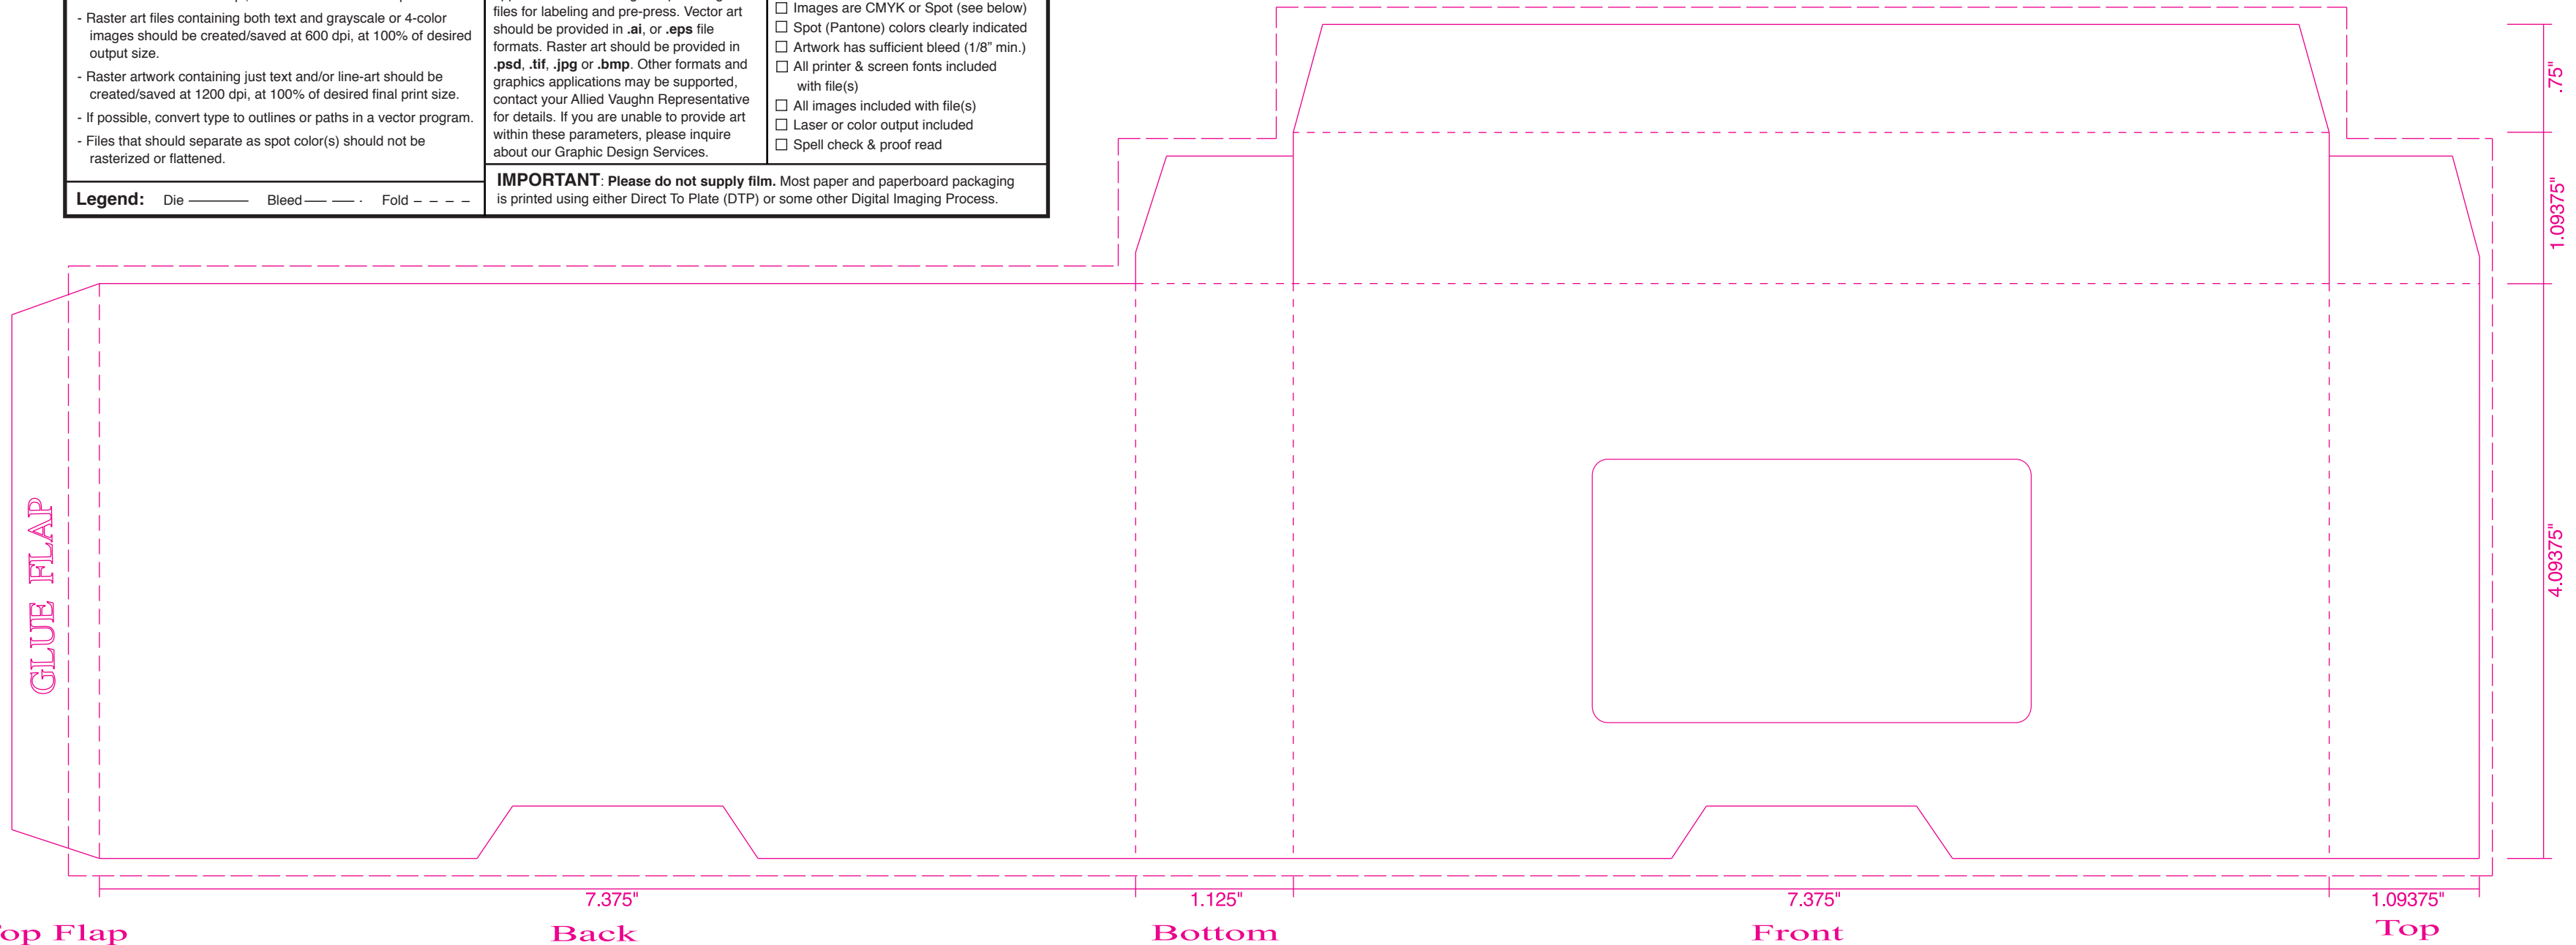 - Raster art files containing both text and grayscale or 4-color
images should be created/saved at 600 dpi, at 100% of desired
output size.
- Raster artwork containing just text and/or line-art should be
created/saved at 1200 dpi, at 100% of desired final print size.
- If possible, convert type to outlines or paths in a vector program.
- Files that should separate as spot color(s) should not be
rasterized or flattened.
Legend: Die Bleed Fold
files for labeling and pre-press. Vector art
should be provided in .ai, or .eps file
formats. Raster art should be provided in
.psd, .tif, .jpg or .bmp. Other formats and
graphics applications may be supported,
contact your Allied Vaughn Representative
for details. If you are unable to provide art
within these parameters, please inquire
about our Graphic Design Services.
Images are CMYK or Spot (see below)
Spot (Pantone) colors clearly indicated
Artwork has sufficient bleed (1/8” min.)
All printer & screen fonts included
with file(s)
All images included with file(s)
Laser or color output included
Spell check & proof read
IMPORTANT: Please do not supply film. Most paper and paperboard packaging
is printed using either Direct To Plate (DTP) or some other Digital Imaging Process.
.75"
1.09375"
4.09375"
GLUE FLAP
7.375"
1.125"
7.375"
1.09375"
op Flap
Back
Bottom
Front
Top